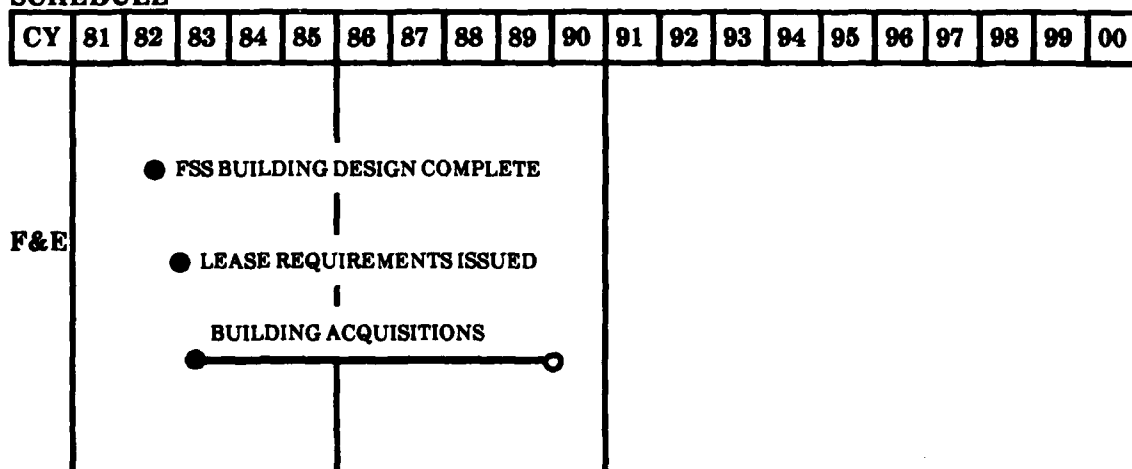 SCHEDULE
CY 81 82 83 84 85 86 87 88 89 90 91 92 93 94 95 96 97 98 99 00
FSS BUILDING DESIGN COMPLETE
F&E
LEASE REQUIREMENTS ISSUED
BUILDING ACQUISITIONS